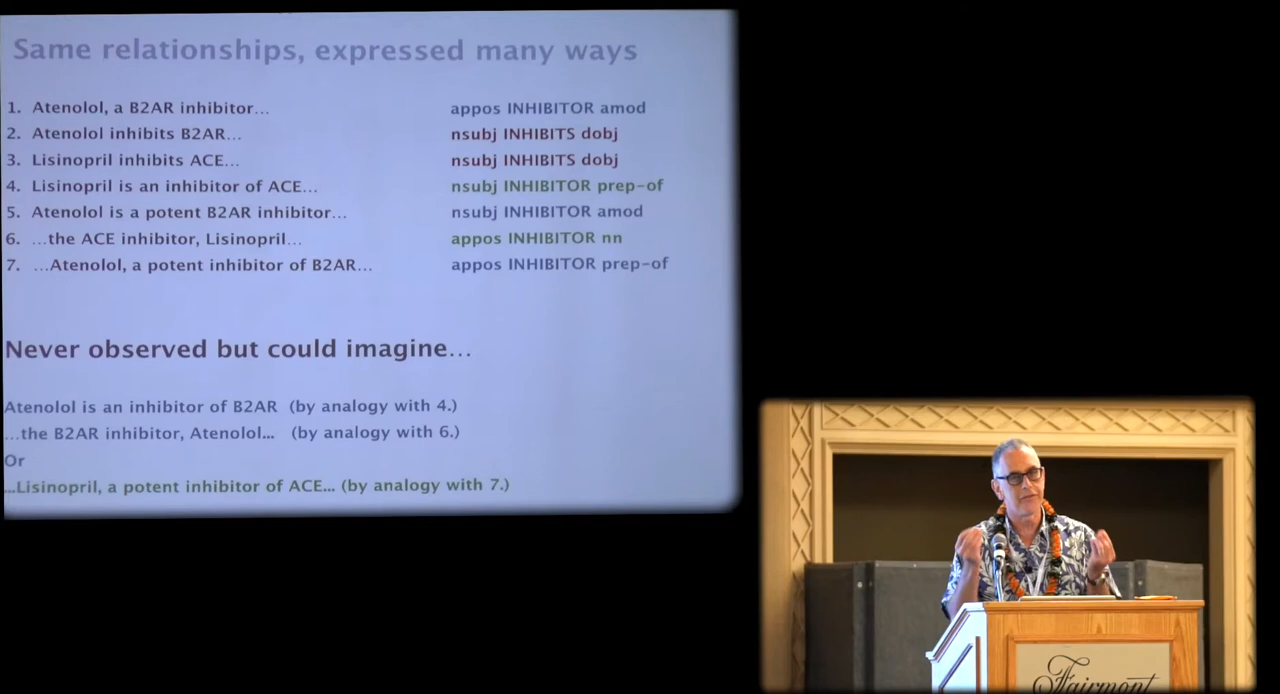 Same relationships, expressed many ways
1. Atenolol, a B2AR inhibitor... appos INHIBITOR amod
2. Atenolol inhibits B2AR... nsubj INHIBITS dobj
3. Lisinopril inhibits ACE... nsubj INHIBITS dobj
4. Lisinopril is an inhibitor of ACE... nsubj INHIBITOR prep-of
5. Atenolol is a potent B2AR inhibitor... nsubj INHIBITOR amod
6. ...the ACE inhibitor, Lisinopril... appos INHIBITOR nn
7. ...Atenolol, a potent inhibitor of B2AR... appos INHIBITOR prep-of
Never observed but could imagine...
Atenolol is an inhibitor of B2AR (by analogy with 4.)
...the B2AR inhibitor, Atenolol... (by analogy with 6.)
Or
...Lisinopril, a potent inhibitor of ACE... (by analogy with 7.)
Fairmont